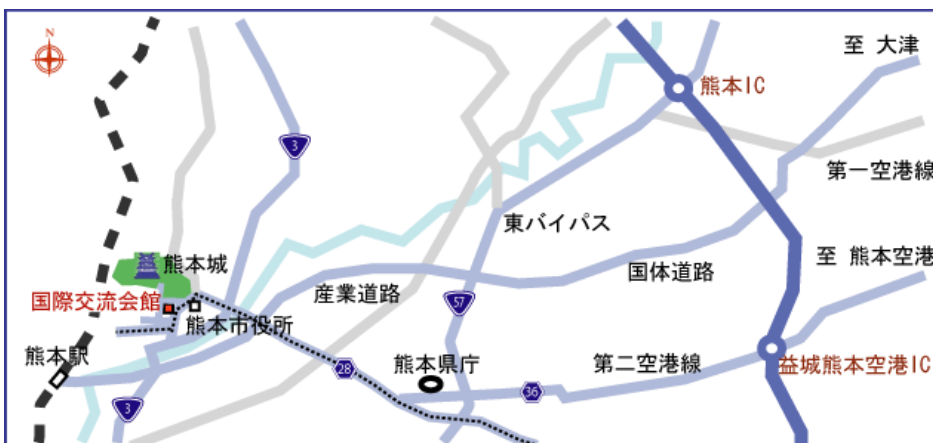 N
至 大津
熊本IC
3
第一空港線
東バイパス
至 熊本空港
熊本城
国体道路
産業道路
国際交流会館
57
熊本市役所
熊本駅
熊本県庁
第二空港線
益城熊本空港IC
28
36
3